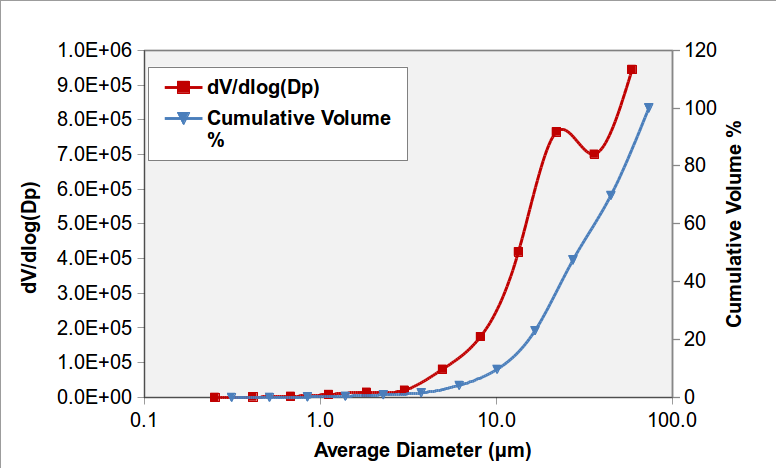 1.0E+06
9.0E+05
8.0E+05
7.0E+05
6.0E+05
5.0E+05
4.0E+05
3.0E+05
2.0E+05
1.0E+05
0.0E+00
dV/dlog(Dp)
dV/dlog(Dp)
Cumulative Volume
%
120
100
80
60
40
20
0
Cumulative Volume %
0.1 1.0 10.0 100.0
Average Diameter (µm)